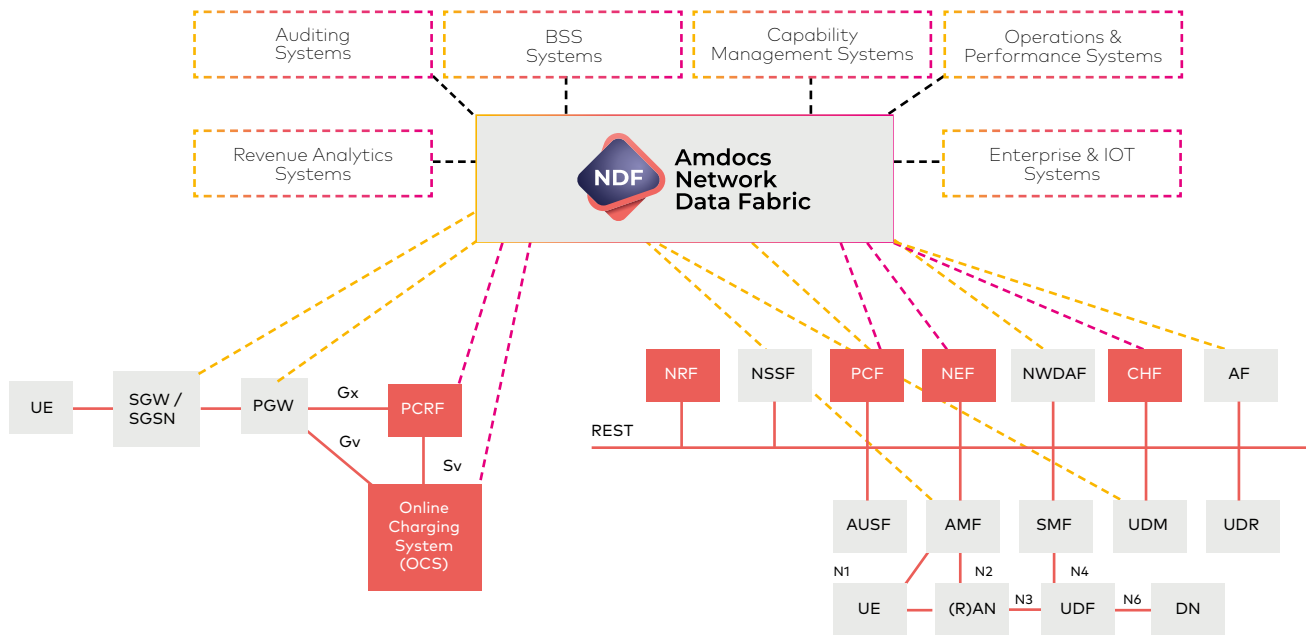 Auditing
Systems
BSS
Systems
Capability
Management Systems
Operations &
Performance Systems
Revenue Analytics
Systems
NDF
Amdocs
Network
Data Fabric
Enterprise & IOT
Systems
UE
SGW /
SGSN
PGW
Gx
PCRF
Gv
Sv
Online
Charging
System
(OCS)
NRF
NSSF
PCF
NEF
NWDAF
CHF
AF
REST
AUSF
AMF
SMF
UDM
UDR
N1
N2
N4
UE
(R)AN
N3
UDF
N6
DN